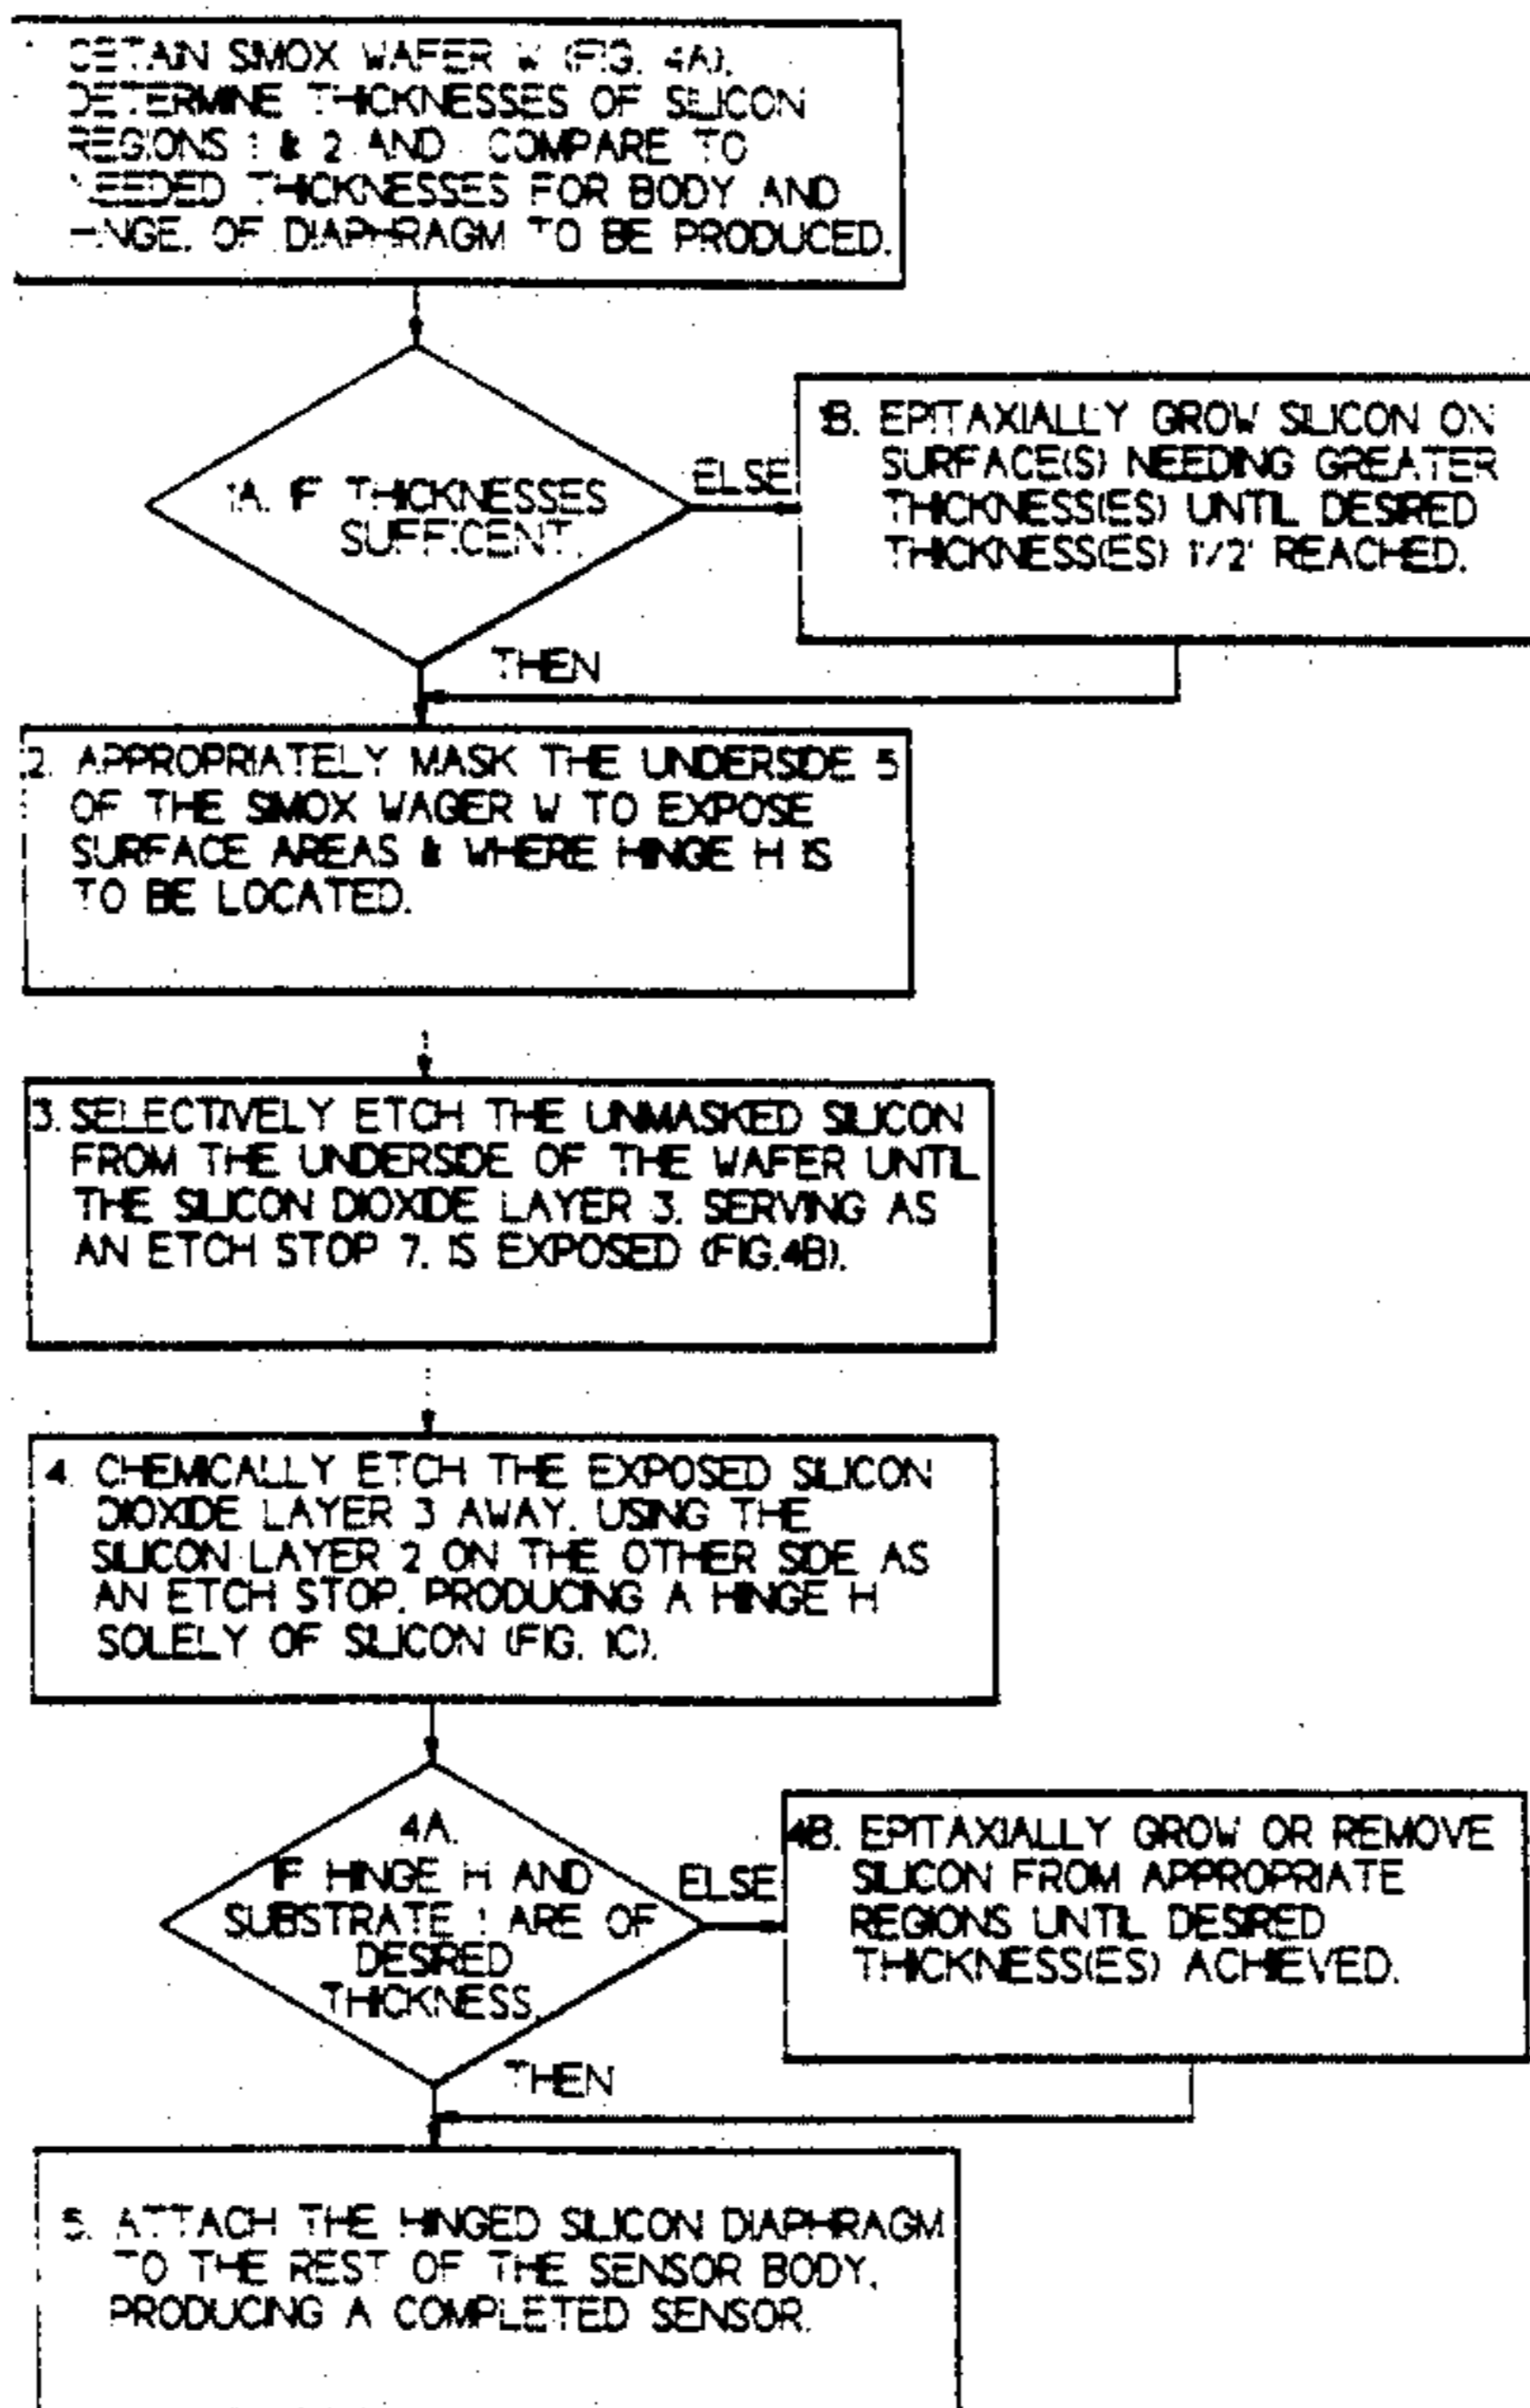 OBTAIN SIMOX WAFER W (FIG. 4A).
DETERMINE THICKNESSES OF SILICON
REGIONS 1 & 2 AND COMPARE TO
NEEDED THICKNESSES FOR BODY AND
HINGE. OF DIAPHRAGM TO BE PRODUCED.
1A. IF THICKNESSES
SUFFICENT.
ELSE
1B. EPITAXIALLY GROW SILICON ON
SURFACE(S) NEEDING GREATER
THICKNESS(ES) UNTIL DESIRED
THICKNESS(ES) 1'/2' REACHED.
THEN
2. APPROPRIATELY MASK THE UNDERSIDE 5
OF THE SIMOX WAGER W TO EXPOSE
SURFACE AREAS WHERE HINGE H IS
TO BE LOCATED.
3. SELECTIVELY ETCH THE UNMASKED SILICON
FROM THE UNDERSIDE OF THE WAFER UNTIL
THE SILICON DIOXIDE LAYER 3, SERVING AS
AN ETCH STOP 7, IS EXPOSED (FIG.4B).
4. CHEMICALLY ETCH THE EXPOSED SILICON
DIOXIDE LAYER 3 AWAY, USING THE
SILICON LAYER 2 ON THE OTHER SIDE AS
AN ETCH STOP, PRODUCING A HINGE H
SOLELY OF SILICON (FIG. 1C).
4A.
IF HINGE H AND
SUBSTRATE 1 ARE OF
DESIRED
THICKNESS,
ELSE
4B. EPITAXIALLY GROW OR REMOVE
SILICON FROM APPROPRIATE
REGIONS UNTIL DESIRED
THICKNESS(ES) ACHIEVED.
THEN
5. ATTACH THE HINGED SILICON DIAPHRAGM
TO THE REST OF THE SENSOR BODY,
PRODUCING A COMPLETED SENSOR.